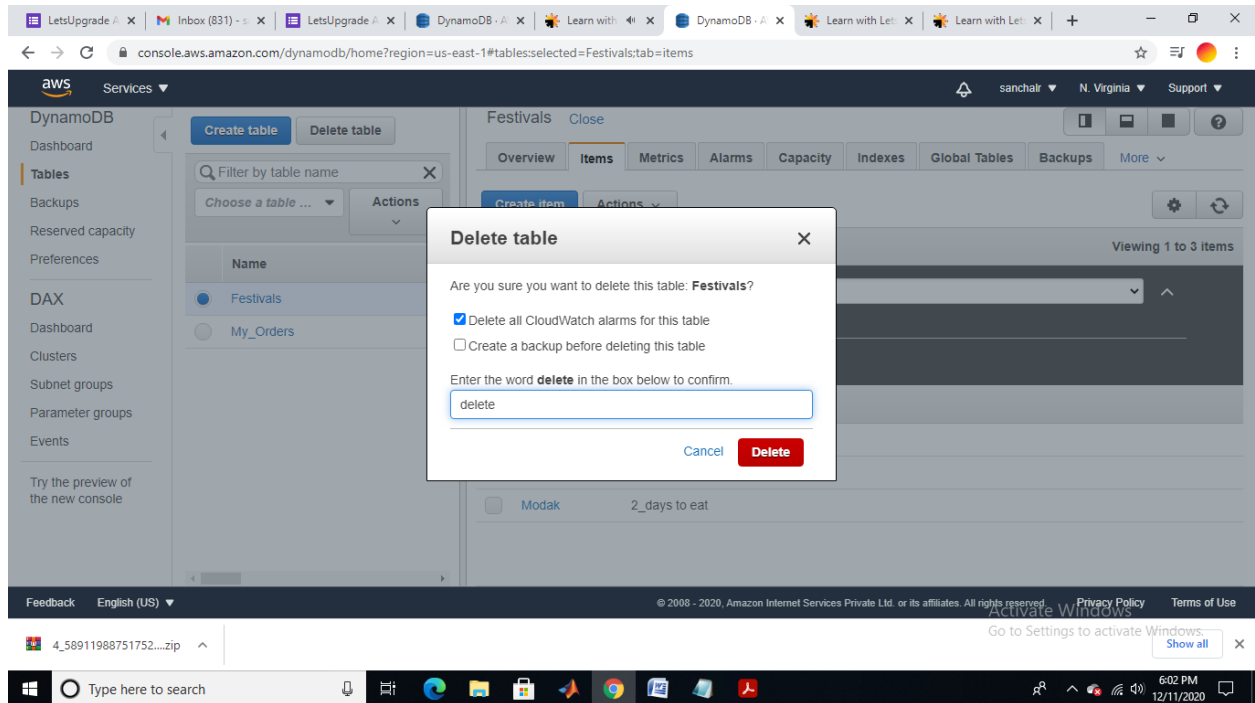 LetsUpgrade A
Inbox (831) - s
LetsUpgrade A
DynamoDB · A
Learn with
DynamoDB · A
Learn with Lets
Learn with Lets
console.aws.amazon.com/dynamodb/home?region=us-east-1#tables:selected=Festivals;tab=items
aws Services sanchalr N. Virginia Support
DynamoDB
Dashboard
Tables
Backups
Reserved capacity
Preferences
DAX
Dashboard
Clusters
Subnet groups
Parameter groups
Events
Try the preview of
the new console
Create table Delete table
Filter by table name
Choose a table ... Actions
Name
Festivals
My_Orders
Festivals Close
Overview Items Metrics Alarms Capacity Indexes Global Tables Backups More
Create item Actions
Viewing 1 to 3 items
Delete table
Are you sure you want to delete this table: Festivals?
Delete all CloudWatch alarms for this table
Create a backup before deleting this table
Enter the word delete in the box below to confirm.
delete
Cancel Delete
Modak 2_days to eat
Feedback English (US) © 2008 - 2020, Amazon Internet Services Private Ltd. or its affiliates. All rights reserved. Privacy Policy Terms of Use
Activate Windows
Go to Settings to activate Windows.
4_58911988751752....zip Show all
Type here to search
6:02 PM
12/11/2020